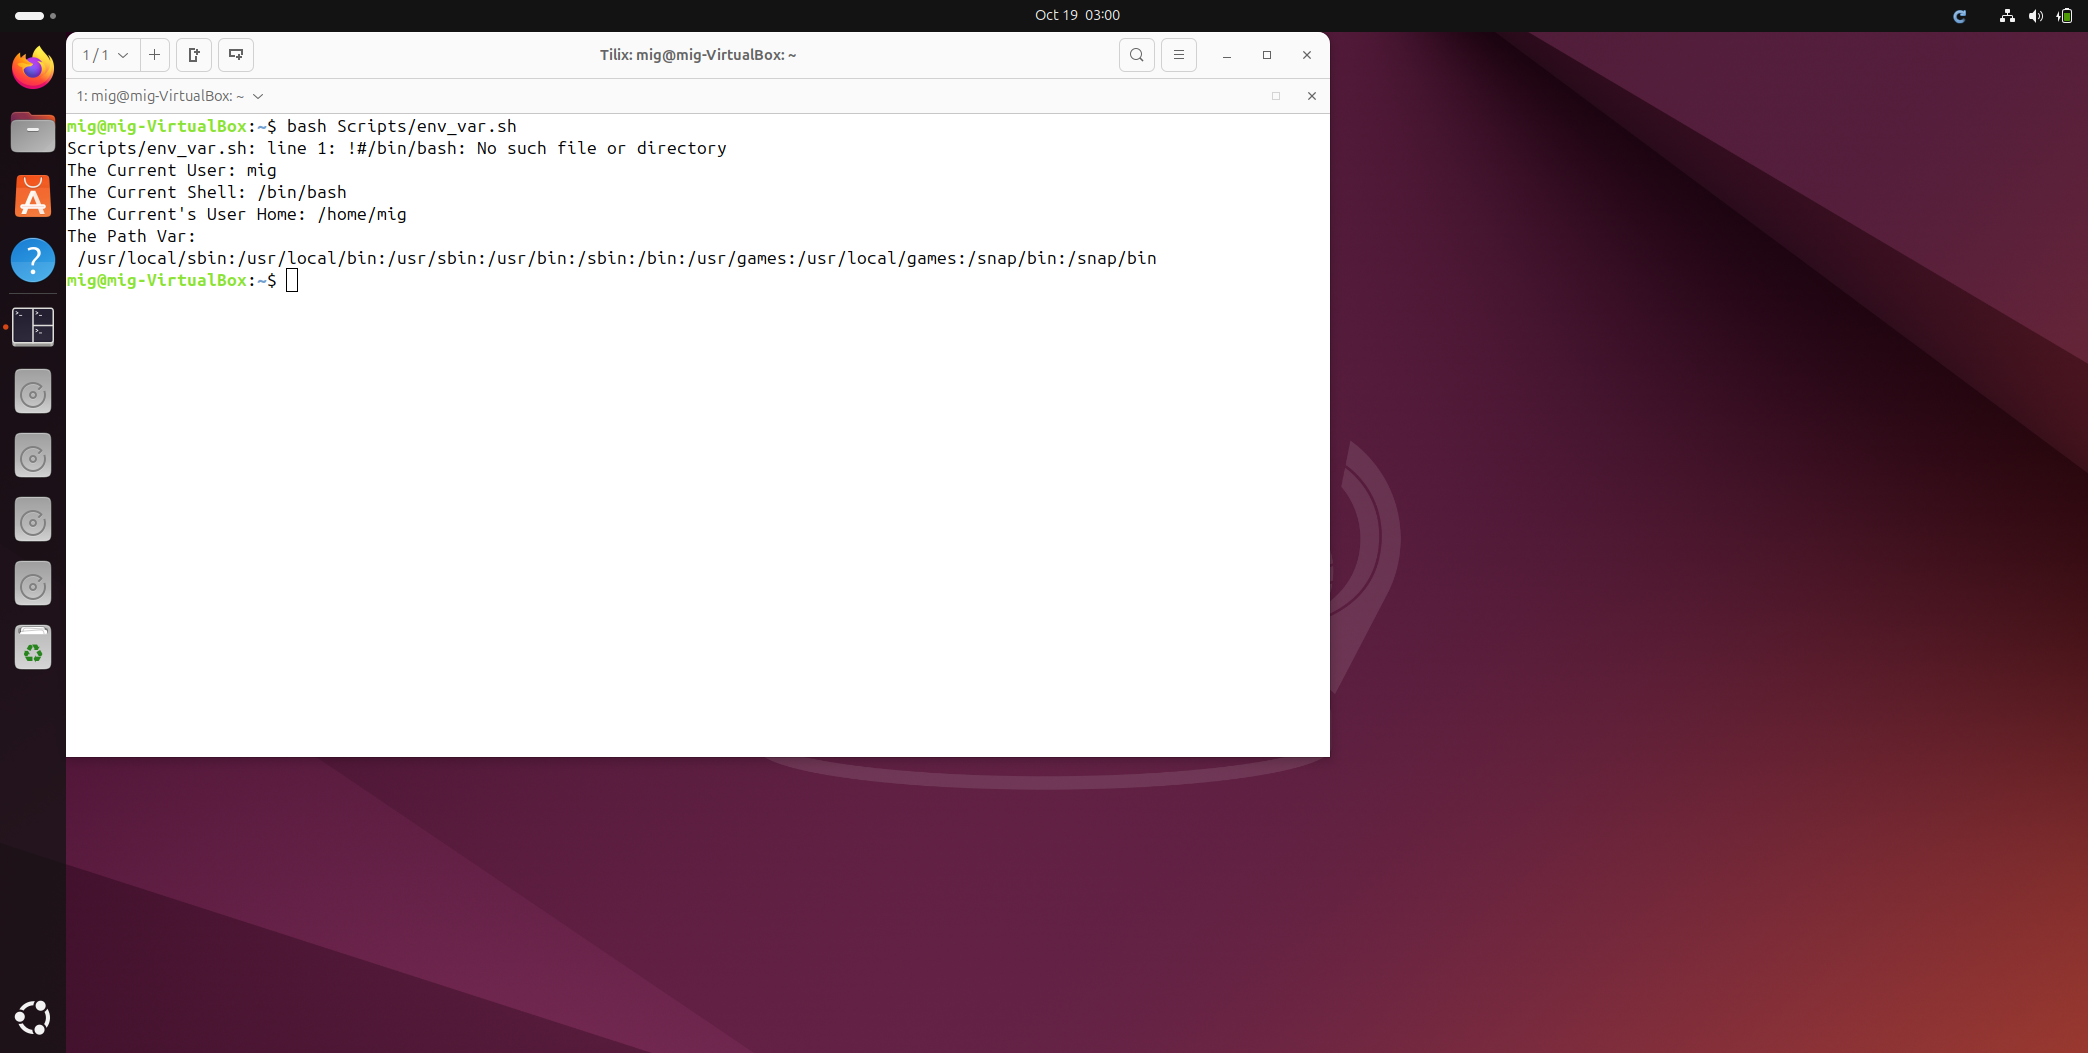 Oct 19 03:00
1 / 1
Tilix: mig@mig-VirtualBox: ~
1: mig@mig-VirtualBox: ~
mig@mig-VirtualBox:~$ bash Scripts/env_var.sh
Scripts/env_var.sh: line 1: !#/bin/bash: No such file or directory
The Current User: mig
The Current Shell: /bin/bash
The Current's User Home: /home/mig
The Path Var:
/usr/local/sbin:/usr/local/bin:/usr/sbin:/usr/bin:/sbin:/bin:/usr/games:/usr/local/games:/snap/bin:/snap/bin
mig@mig-VirtualBox:~$